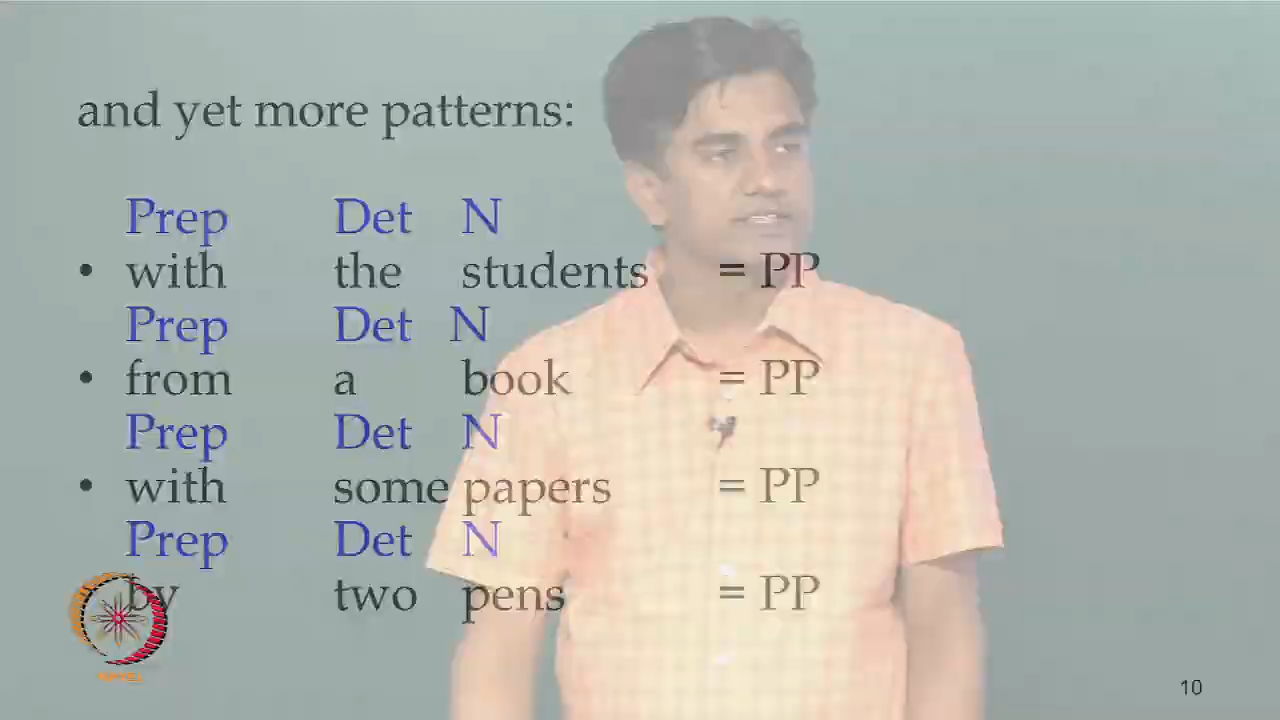 and yet more patterns:
Prep Det N
• with the students = PP
Prep Det N
• from a book = PP
Prep Det N
• with some papers = PP
Prep Det N
by two pens = PP
NPTEL
10